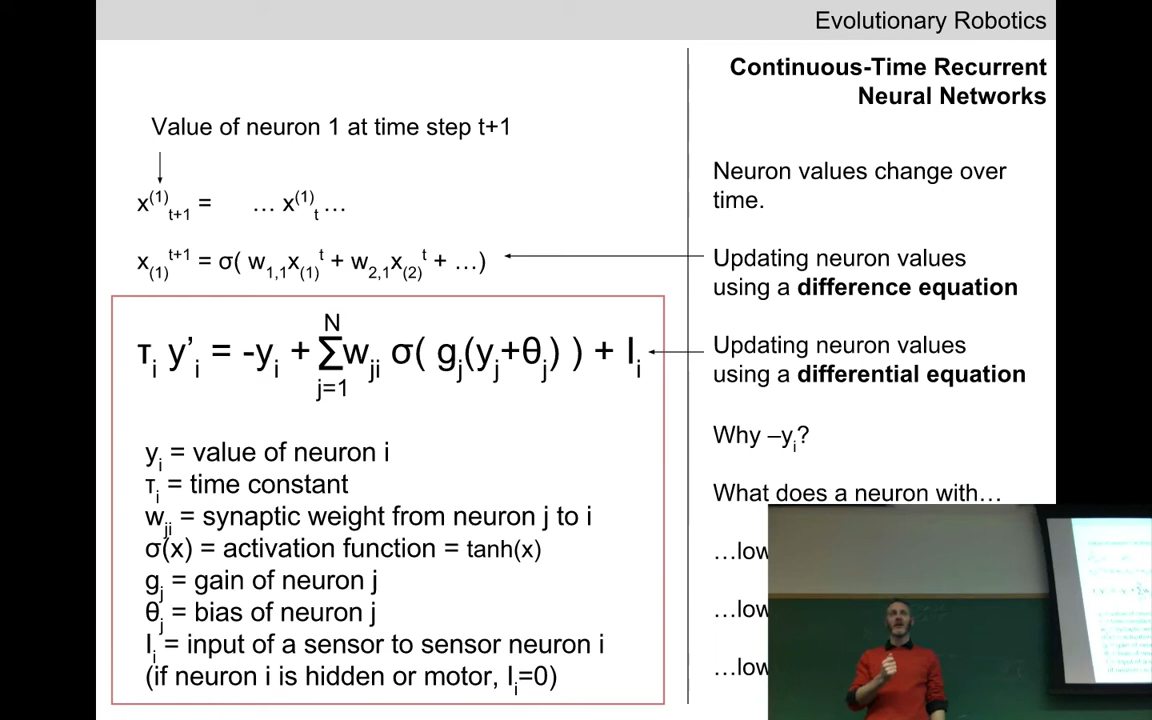 Evolutionary Robotics
Continuous-Time Recurrent
Neural Networks
Value of neuron 1 at time step t+1
x⁽¹⁾ₜ₊₁ = … x⁽¹⁾ₜ …
x₍₁₎ᵗ⁺¹ = σ( w₁,₁x₍₁₎ᵗ + w₂,₁x₍₂₎ᵗ + …)
τᵢ y’ᵢ = -yᵢ + Σ wⱼᵢ σ( gⱼ(yⱼ+θⱼ) ) + Iᵢ
N
j=1
yᵢ = value of neuron i
τᵢ = time constant
wⱼᵢ = synaptic weight from neuron j to i
σ(x) = activation function = tanh(x)
gⱼ = gain of neuron j
θⱼ = bias of neuron j
Iᵢ = input of a sensor to sensor neuron i
(if neuron i is hidden or motor, Iᵢ=0)
Neuron values change over
time.
Updating neuron values
using a difference equation
Updating neuron values
using a differential equation
Why –yᵢ?
What does a neuron with…
…low
…low
…low